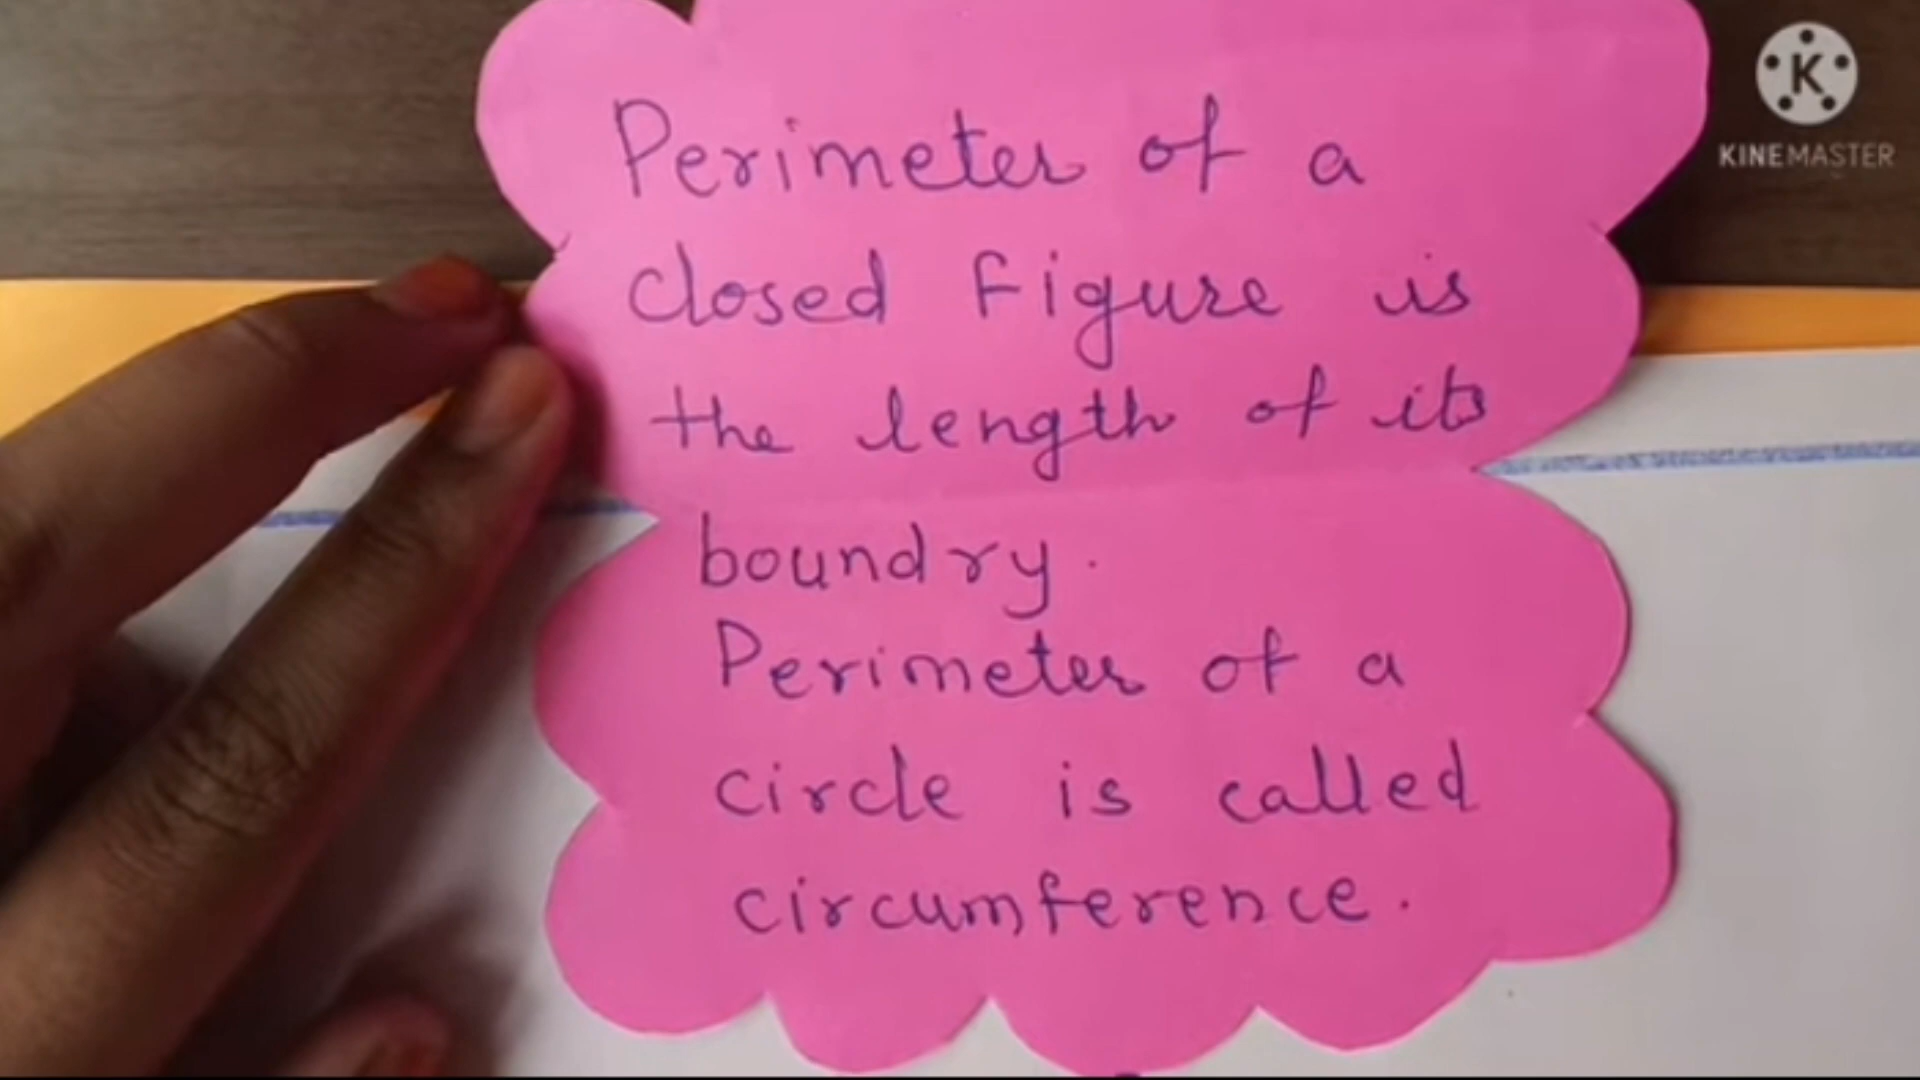 Perimeter of a
closed Figure is
the length of its
boundry.
Perimeter of a
circle is called
circumference.
K
KINEMASTER